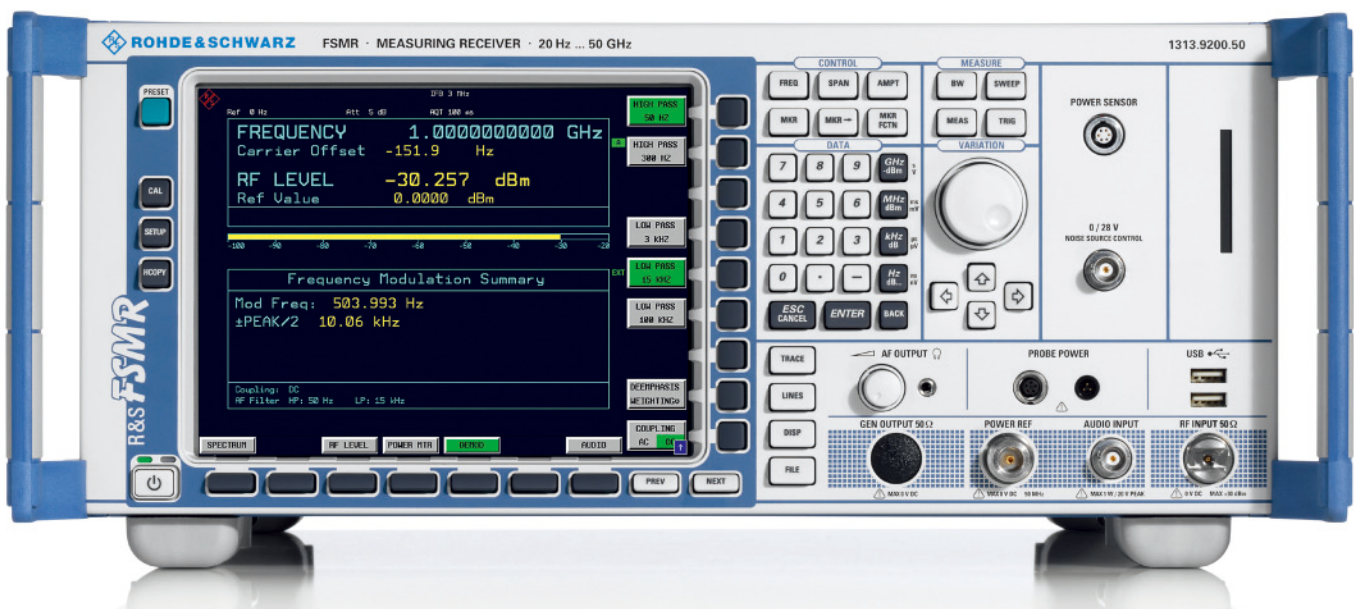 ROHDE&SCHWARZ FSMR · MEASURING RECEIVER · 20 Hz ... 50 GHz
1313.9200.50
PRESET
CAL
SETUP
HCOPY
R&S FSMR
IFB 3 MHz
Ref 0 Hz Att 5 dB AQT 100 ms
FREQUENCY 1.0000000000 GHz
Carrier Offset -151.9 Hz
RF LEVEL -30.257 dBm
Ref Value 0.0000 dBm
-100 -90 -80 -70 -60 -50 -40 -30 -20
Frequency Modulation Summary
Mod Freq: 503.993 Hz
±PEAK/2 10.06 kHz
Coupling: DC
AF Filter HP: 50 Hz LP: 15 kHz
SPECTRUM RF LEVEL POWER MTR DEMOD AUDIO
HIGH PASS
50 HZ
A
HIGH PASS
300 HZ
LOW PASS
3 KHZ
EXT
LOW PASS
15 KHZ
LOW PASS
100 KHZ
DEEMPHASIS
WEIGHTING
COUPLING
AC DC
PREV NEXT
CONTROL
FREQ SPAN AMPT
MKR MKR→ MKR FCTN
MEASURE
BW SWEEP
MEAS TRIG
DATA
7 8 9 GHz -dBm
4 5 6 MHz dBm
1 2 3 kHz dB
0 . − Hz dB..
ESC CANCEL ENTER BACK
VARIATION
POWER SENSOR
0 / 28 V
NOISE SOURCE CONTROL
TRACE
LINES
DISP
FILE
AF OUTPUT
PROBE POWER
USB
GEN OUTPUT 50Ω POWER REF AUDIO INPUT RF INPUT 50Ω
MAX 0 V DC